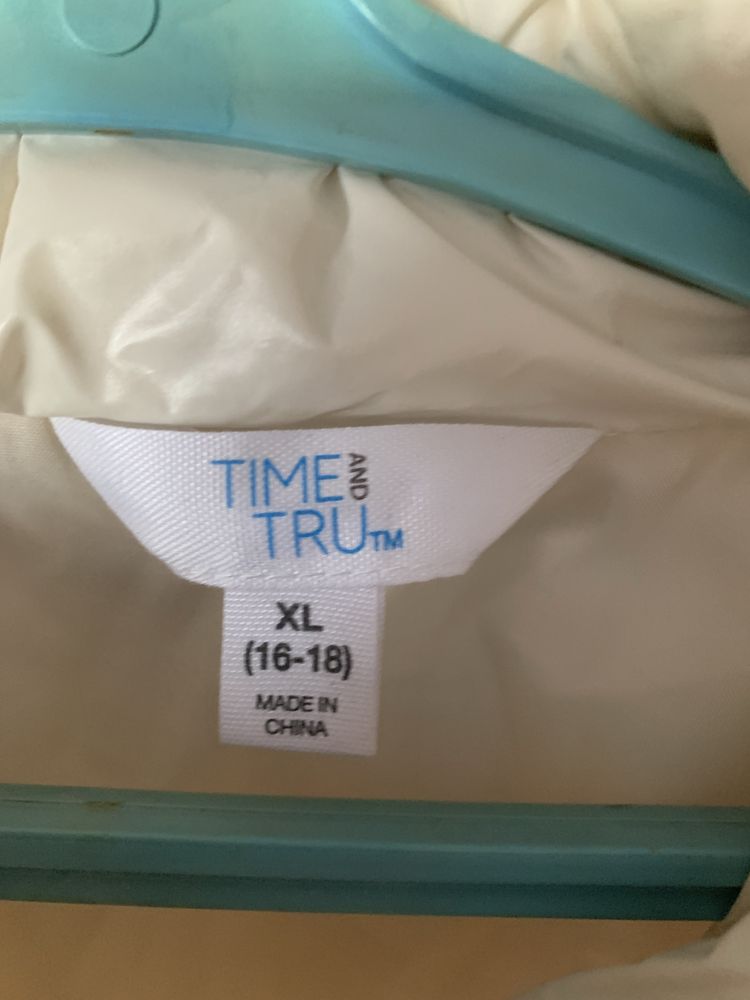 TIME AND
TRU™
XL
(16-18)
MADE IN
CHINA